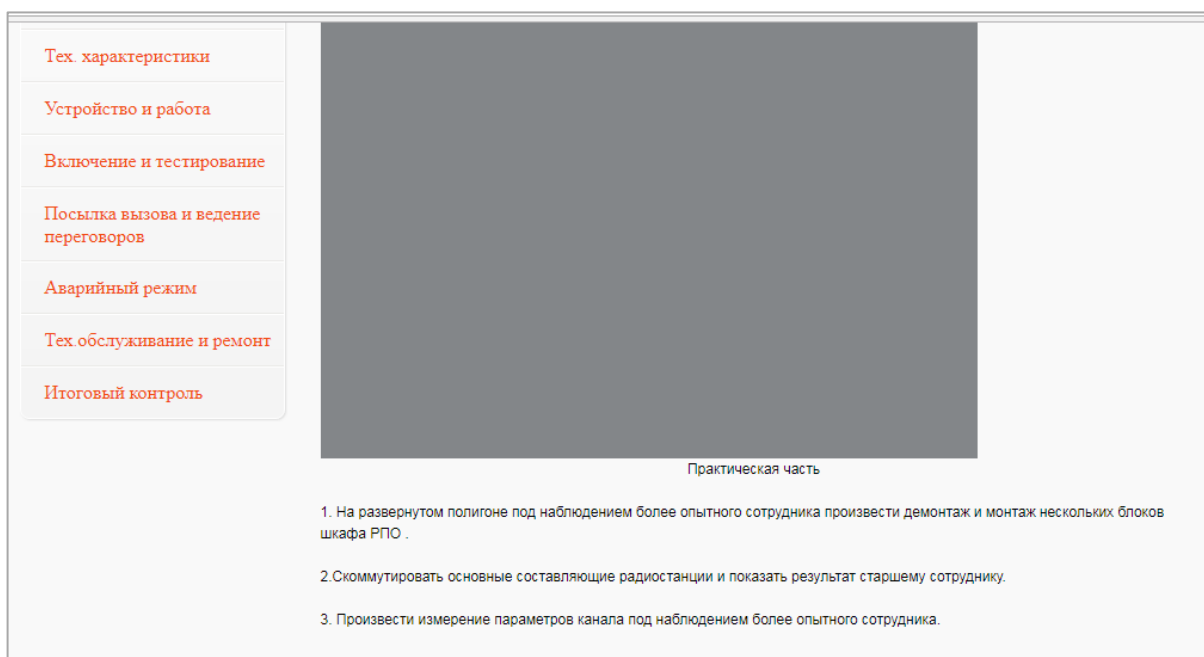 Тех. характеристики
Устройство и работа
Включение и тестирование
Посылка вызова и ведение
переговоров
Аварийный режим
Тех.обслуживание и ремонт
Итоговый контроль
Практическая часть
1. На развернутом полигоне под наблюдением более опытного сотрудника произвести демонтаж и монтаж нескольких блоков
шкафа РПО .
2.Скоммутировать основные составляющие радиостанции и показать результат старшему сотруднику.
3. Произвести измерение параметров канала под наблюдением более опытного сотрудника.